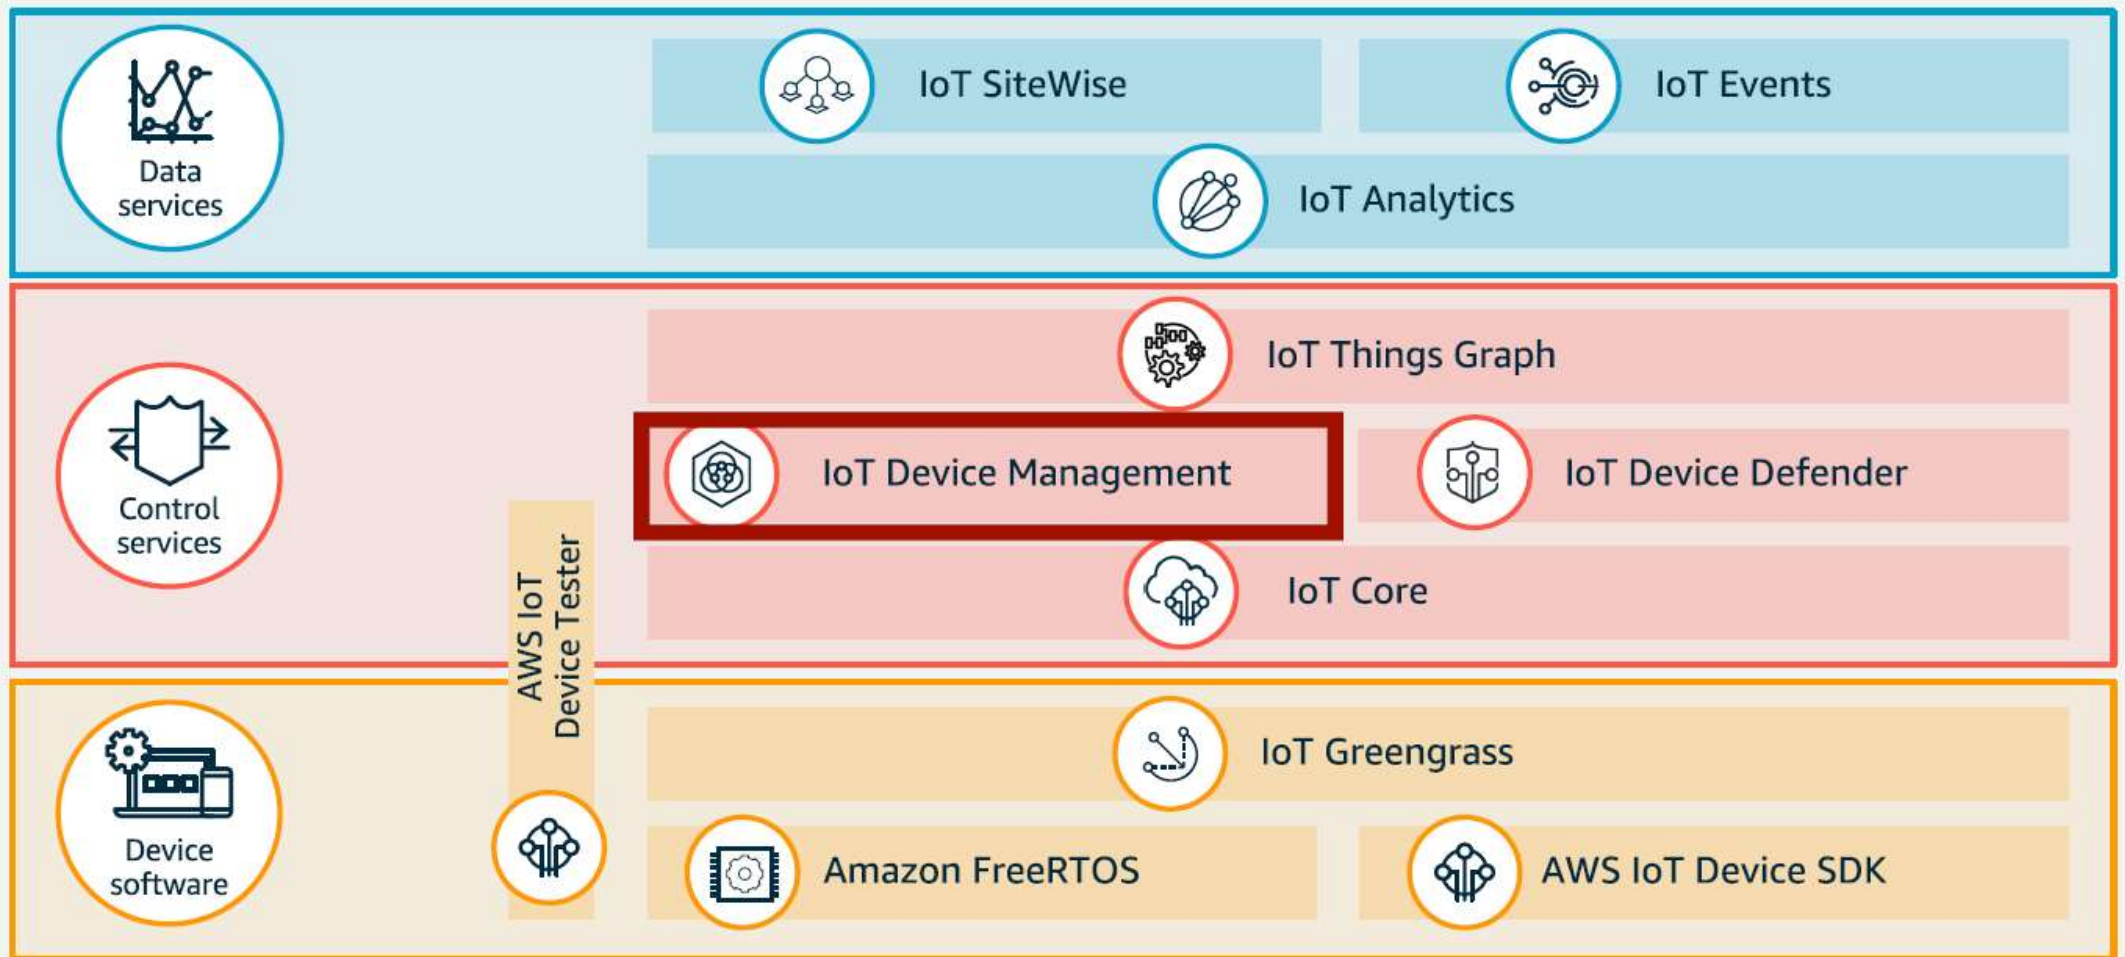 Data
services
IoT SiteWise
IoT Events
IoT Analytics
Control
services
IoT Things Graph
IoT Device Management
IoT Device Defender
IoT Core
AWS IoT
Device Tester
Device
software
IoT Greengrass
Amazon FreeRTOS
AWS IoT Device SDK